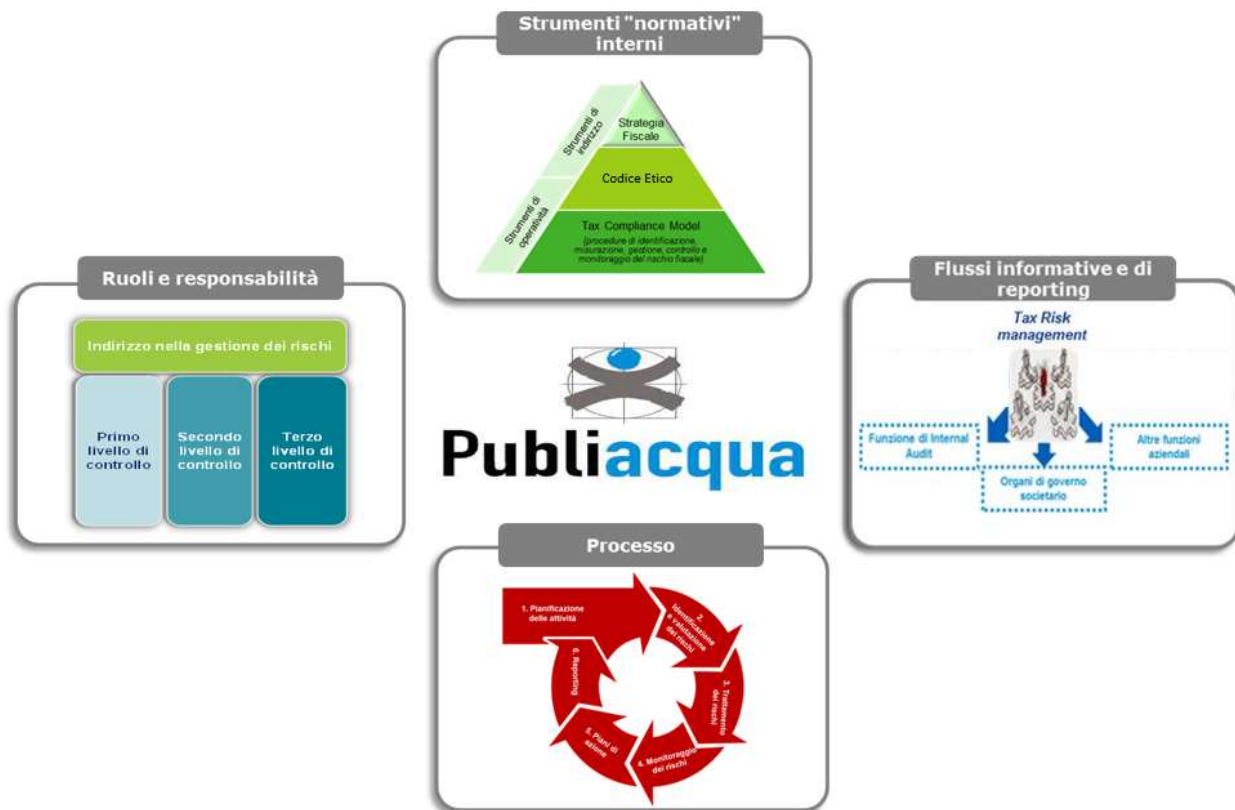 Strumenti "normativi"
interni
Strumenti di
indirizzo
Strategia
Fiscale
Codice Etico
Strumenti di
operatività
Tax Compliance Model
(procedure di identificazione,
misurazione, gestione, controllo e
monitoraggio del rischio fiscale)
Ruoli e responsabilità
Indirizzo nella gestione dei rischi
Primo
livello di
controllo
Secondo
livello di
controllo
Terzo
livello di
controllo
Publiacqua
Flussi informative e di
reporting
Tax Risk
management
Funzione di Internal
Audit
Altre funzioni
aziendali
Organi di governo
societario
Processo
1. Pianificazione
delle attività
2.
Identificazione
e valutazione
dei rischi
3. Trattamento
dei rischi
4. Monitoraggio
dei rischi
5. Piani di
azione
6. Reporting